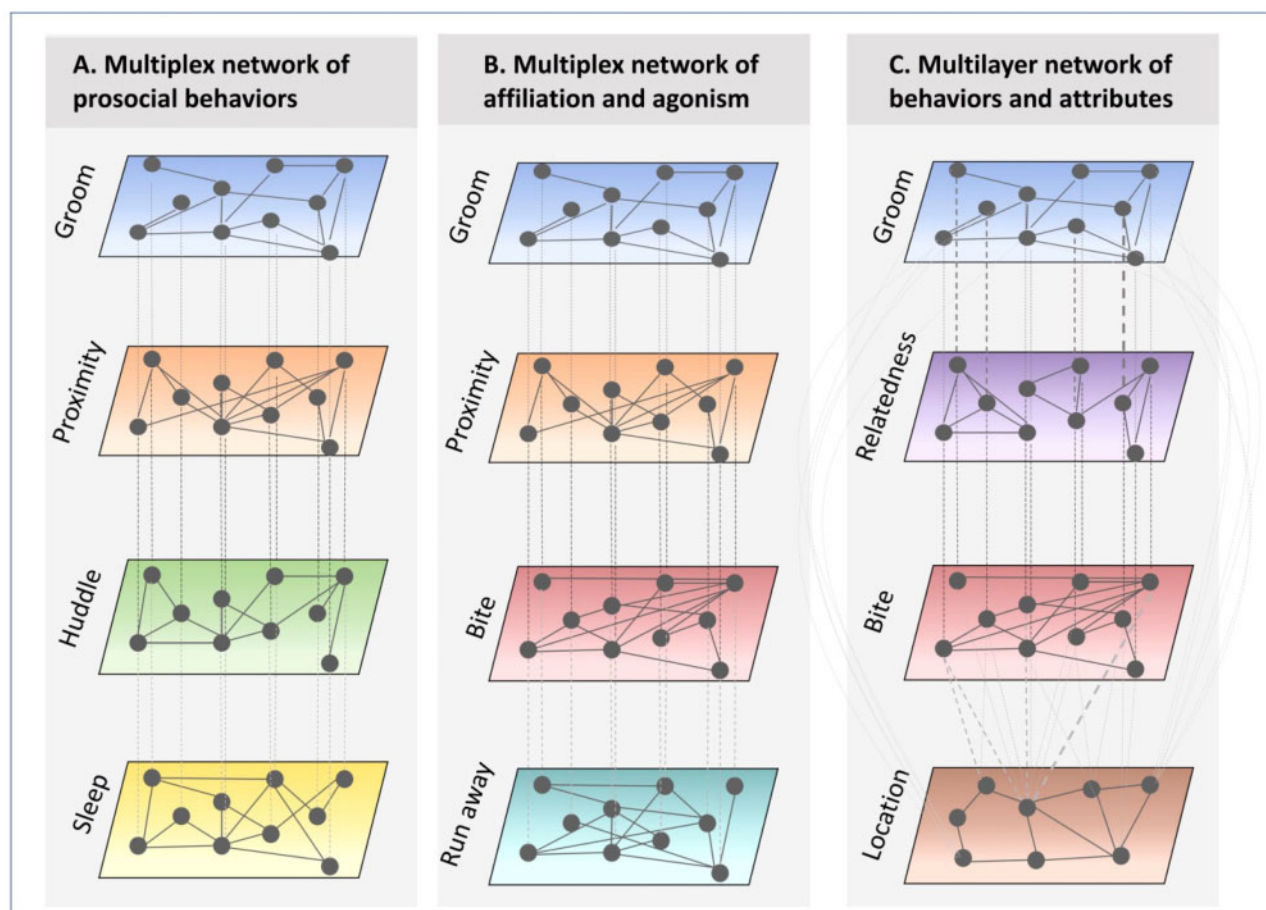 A. Multiplex network of
prosocial behaviors
Groom
Proximity
Huddle
Sleep
B. Multiplex network of
affiliation and agonism
Groom
Proximity
Bite
Run away
C. Multilayer network of
behaviors and attributes
Groom
Relatedness
Bite
Location